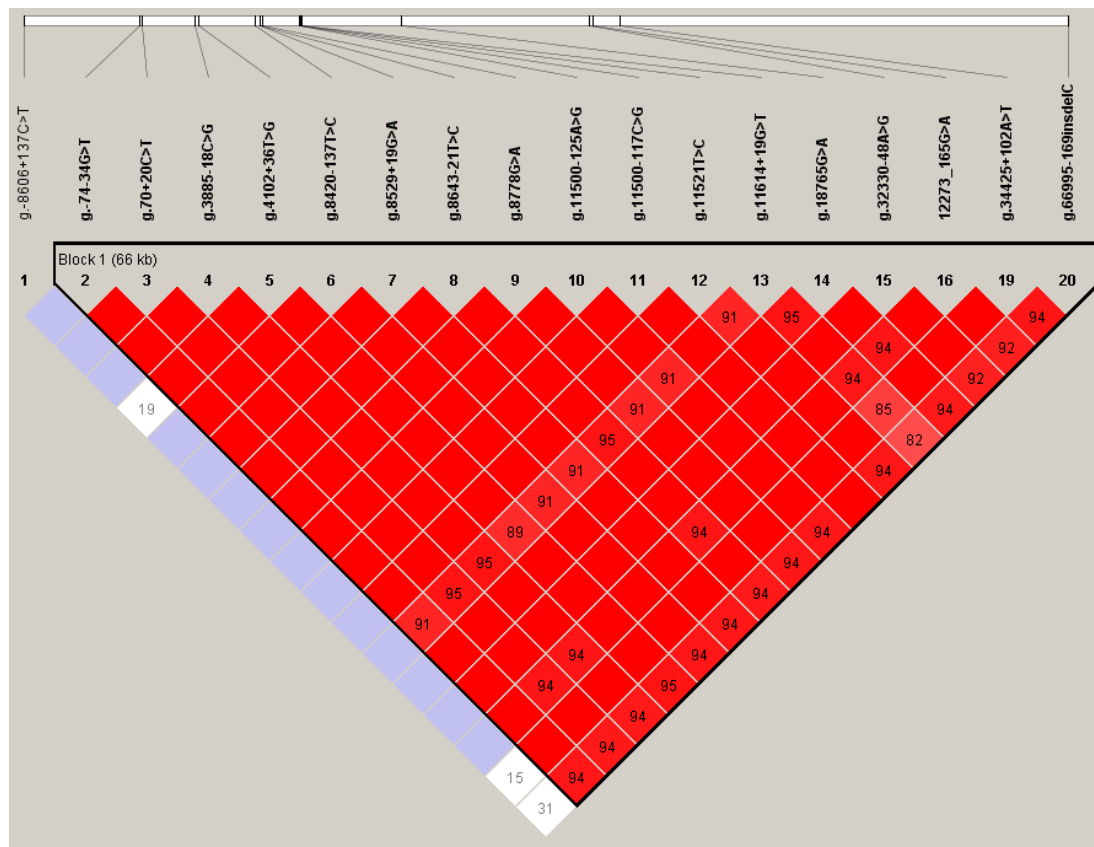 g.-8606+137C>T
g.-74-34G>T
g.70+20C>T
g.3885-18C>G
g.4102+36T>G
g.8420-137T>C
g.8529+19G>A
g.8643-21T>C
g.8778G>A
g.11500-125A>G
g.11500-117C>G
g.11521T>C
g.11614+19G>T
g.18765G>A
g.32330-48A>G
12273_165G>A
g.34425+102A>T
g.66995-169insdelC
Block 1 (66 kb)
1 2 3 4 5 6 7 8 9 10 11 12 13 14 15 16 19 20
91 95 94
94 92
91 94 92
19 91 85 94
95 82
91 94
91
89 94 94
95 94
95 94
91 94
94 94
94 95
94
94
15 94
31